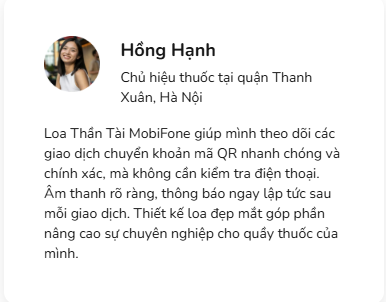 Hồng Hạnh
Chủ hiệu thuốc tại quận Thanh
Xuân, Hà Nội
Loa Thần Tài MobiFone giúp mình theo dõi các
giao dịch chuyển khoản mã QR nhanh chóng và
chính xác, mà không cần kiểm tra điện thoại.
Âm thanh rõ ràng, thông báo ngay lập tức sau
mỗi giao dịch. Thiết kế loa đẹp mắt góp phần
nâng cao sự chuyên nghiệp cho quầy thuốc của
mình.